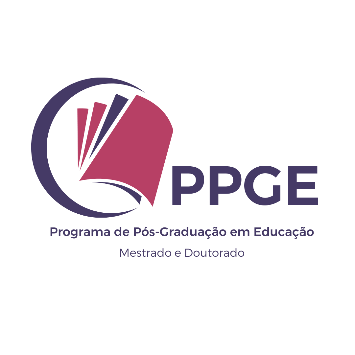 PPGE
Programa de Pós-Graduação em Educação
Mestrado e Doutorado